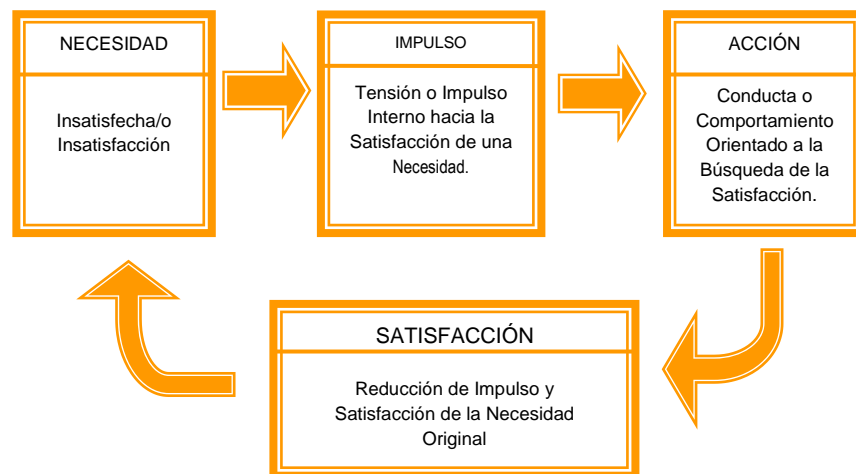 NECESIDAD
Insatisfecha/o
Insatisfacción
IMPULSO
Tensión o Impulso
Interno hacia la
Satisfacción de una
Necesidad.
ACCIÓN
Conducta o
Comportamiento
Orientado a la
Búsqueda de la
Satisfacción.
SATISFACCIÓN
Reducción de Impulso y
Satisfacción de la Necesidad
Original